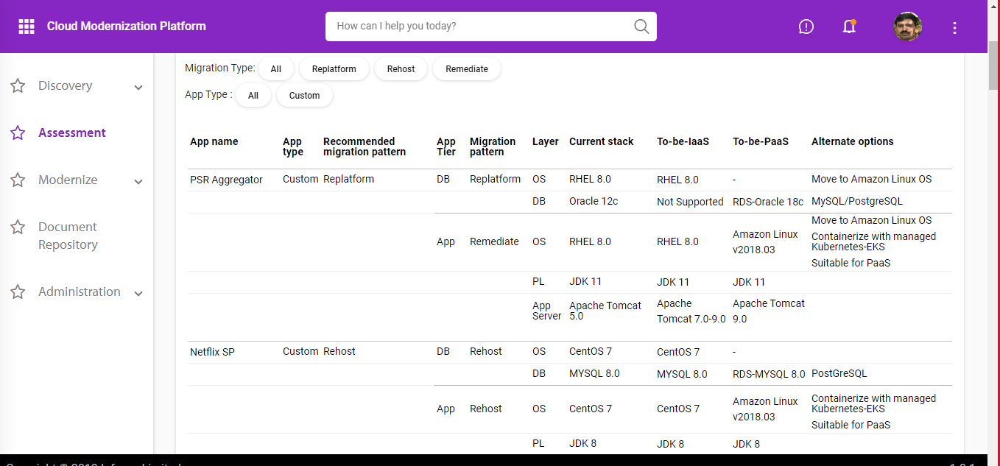 Cloud Modernization Platform
How can I help you today?
Migration Type: All Replatform Rehost Remediate
App Type : All Custom
Discovery
Assessment
Modernize
Document
Repository
Administration
App name App type Recommended migration pattern App Tier Migration pattern Layer Current stack To-be-IaaS To-be-PaaS Alternate options
PSR Aggregator Custom Replatform DB Replatform OS RHEL 8.0 RHEL 8.0 - Move to Amazon Linux OS
DB Oracle 12c Not Supported RDS-Oracle 18c MySQL/PostgreSQL
App Remediate OS RHEL 8.0 RHEL 8.0 Amazon Linux v2018.03 Move to Amazon Linux OS
Containerize with managed
Kubernetes-EKS
Suitable for PaaS
PL JDK 11 JDK 11 JDK 11
App Server Apache Tomcat 5.0 Apache Tomcat 7.0-9.0 Apache Tomcat 9.0
Netflix SP Custom Rehost DB Rehost OS CentOS 7 CentOS 7 -
DB MYSQL 8.0 MYSQL 8.0 RDS-MYSQL 8.0 PostGreSQL
App Rehost OS CentOS 7 CentOS 7 Amazon Linux v2018.03 Containerize with managed
Kubernetes-EKS
Suitable for PaaS
PL JDK 8 JDK 8 JDK 8